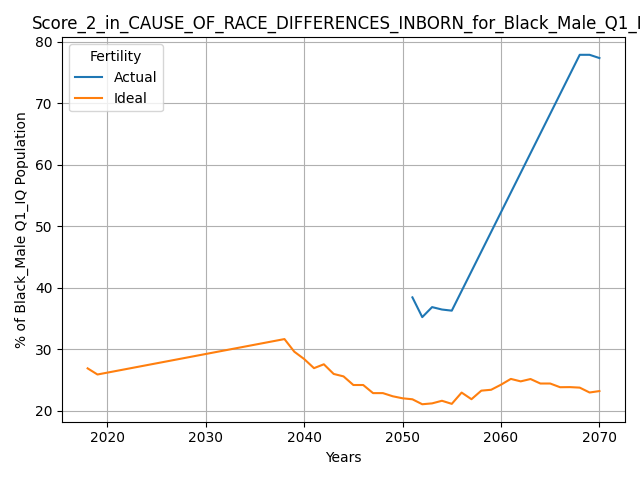 Score_2_in_CAUSE_OF_RACE_DIFFERENCES_INBORN_for_Black_Male_Q1_I
Fertility
Actual
Ideal
% of Black_Male Q1_IQ Population
80
70
60
50
40
30
20
2020 2030 2040 2050 2060 2070
Years